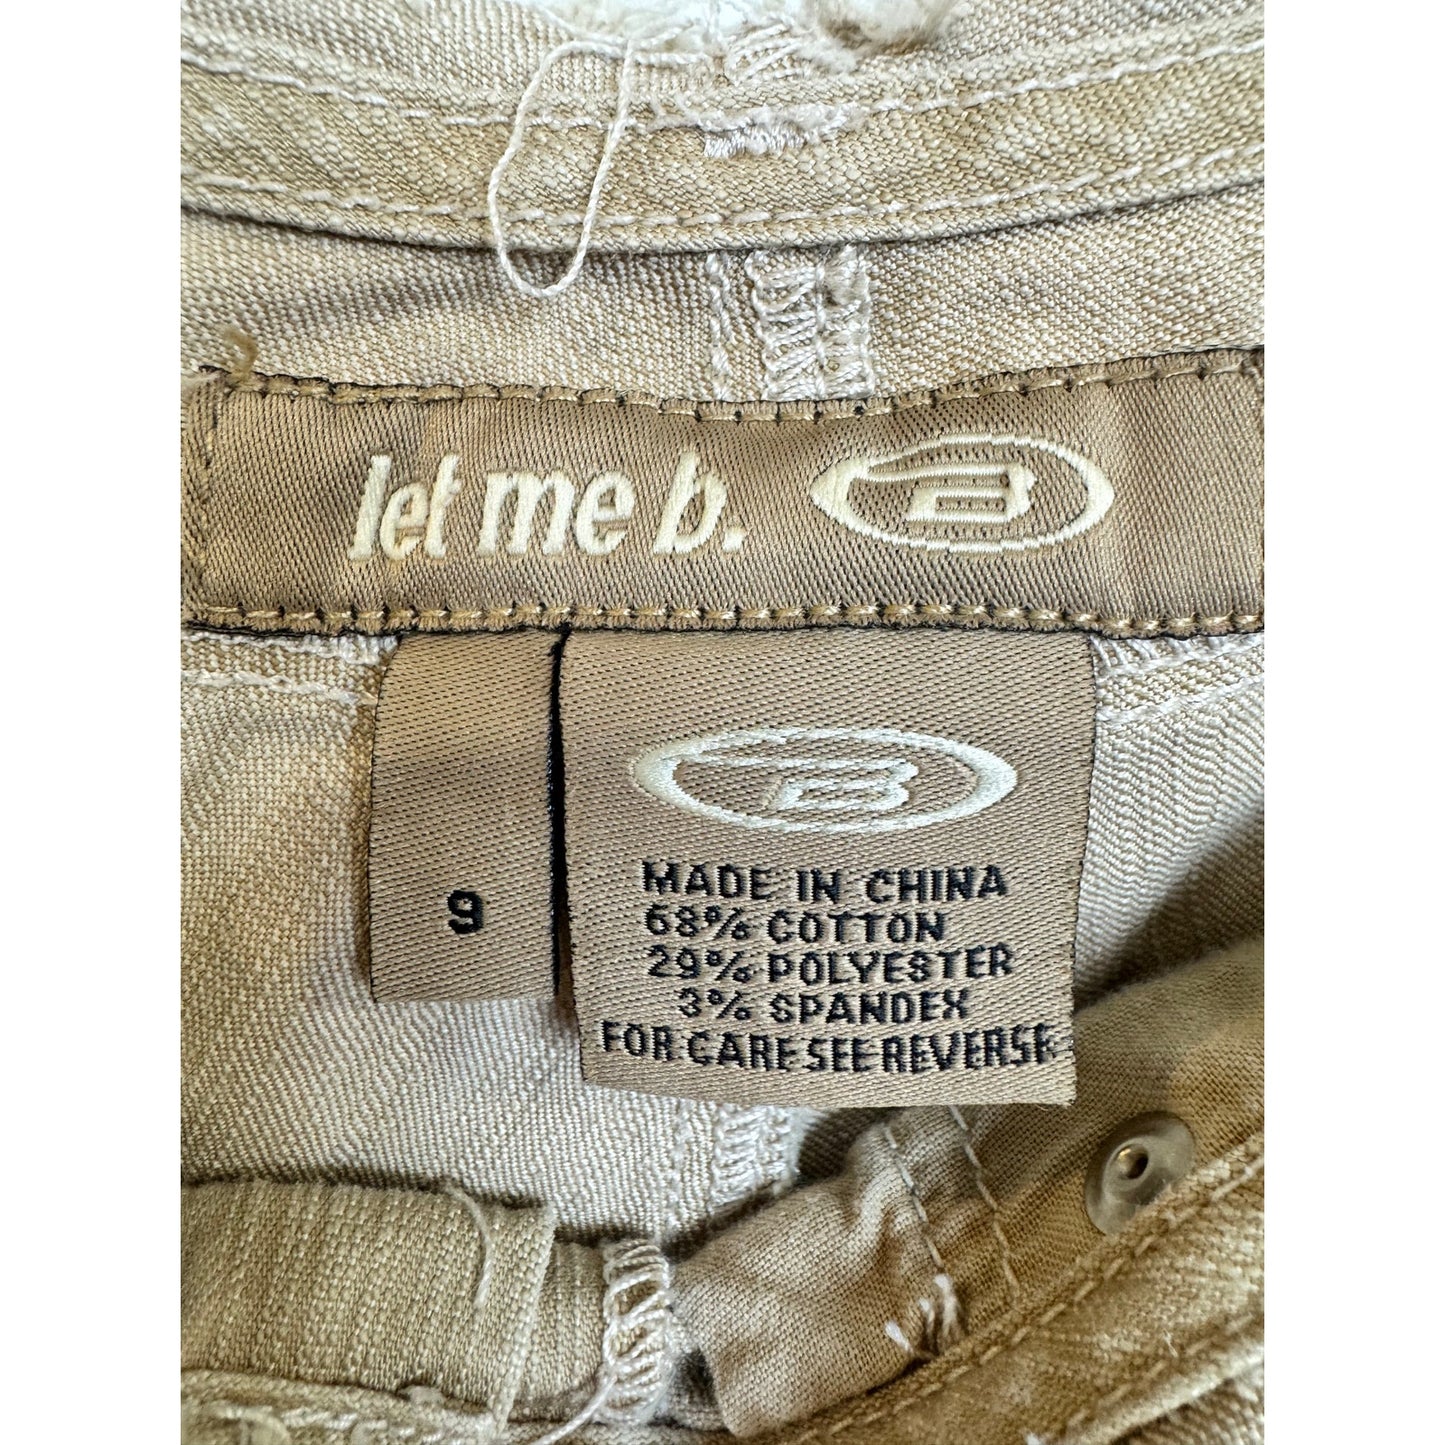 let me b. B
9
B
MADE IN CHINA
68% COTTON
29% POLYESTER
3% SPANDEX
FOR CARE SEE REVERSE